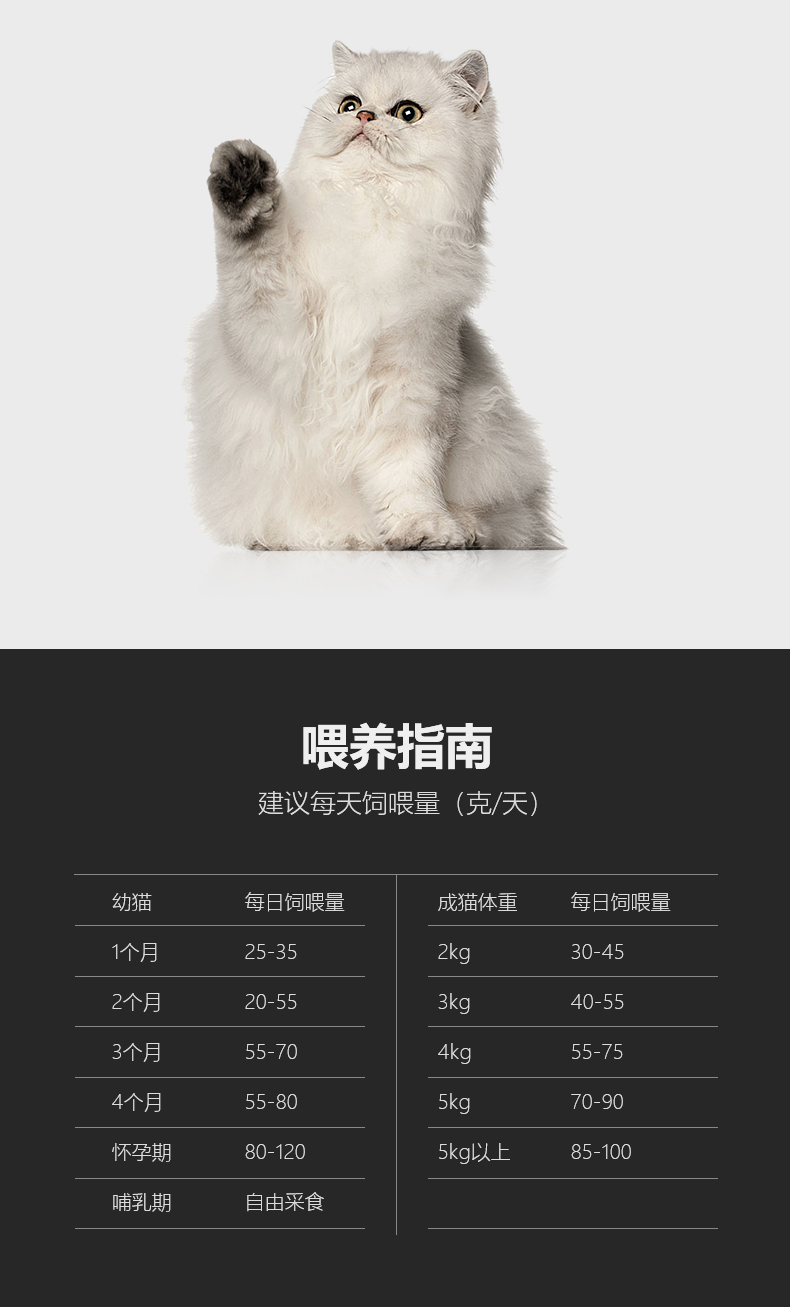 喂养指南
建议每天饲喂量（克/天）
幼猫 每日饲喂量 成猫体重 每日饲喂量
1个月 25-35 2kg 30-45
2个月 20-55 3kg 40-55
3个月 55-70 4kg 55-75
4个月 55-80 5kg 70-90
怀孕期 80-120 5kg以上 85-100
哺乳期 自由采食